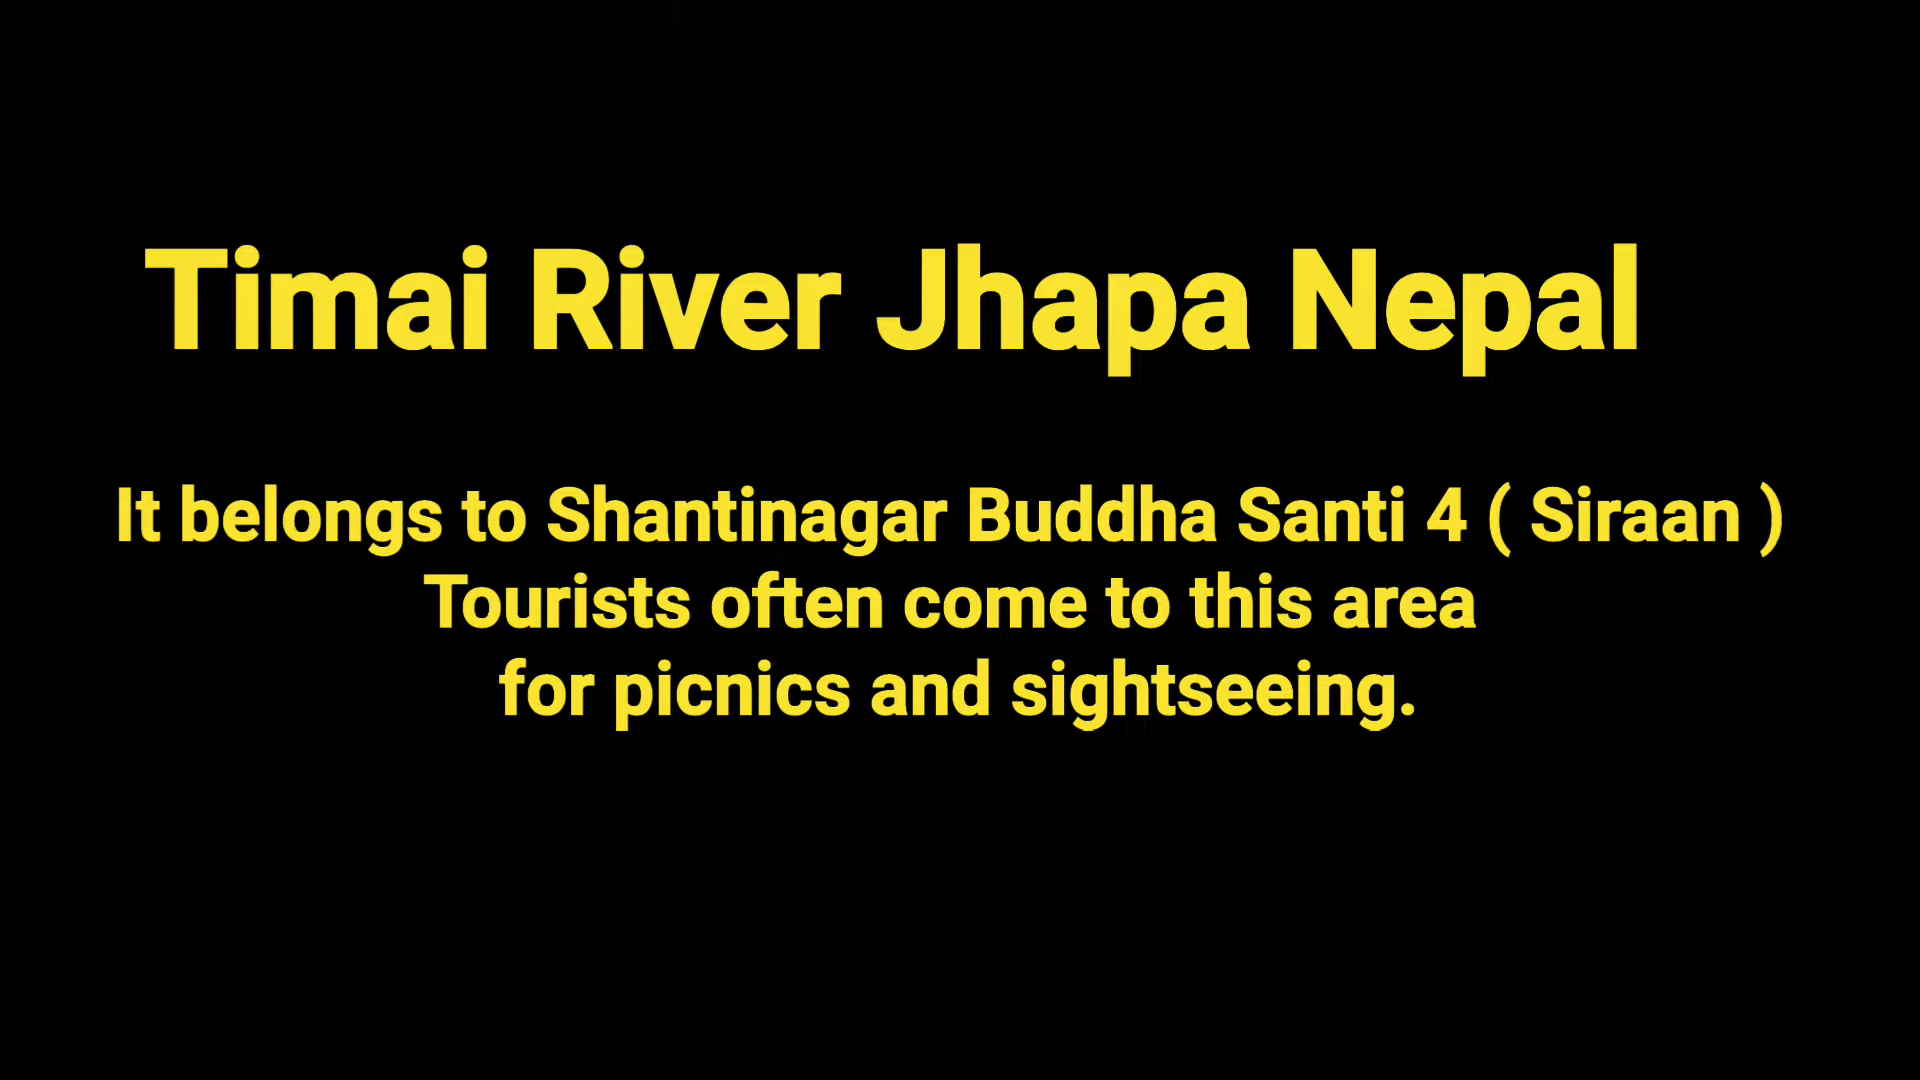 Timai River Jhapa Nepal
It belongs to Shantinagar Buddha Santi 4 ( Siraan )
Tourists often come to this area
for picnics and sightseeing.